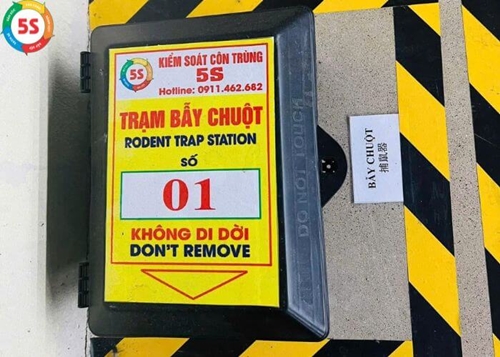 5S
5S
KIỂM SOÁT CÔN TRÙNG
5S
Hotline: 0911.462.682
TRẠM BẪY CHUỘT
RODENT TRAP STATION
SỐ
01
KHÔNG DI DỜI
DON'T REMOVE
DO NOT TOUCH
BẪY CHUỘT
捕鼠器